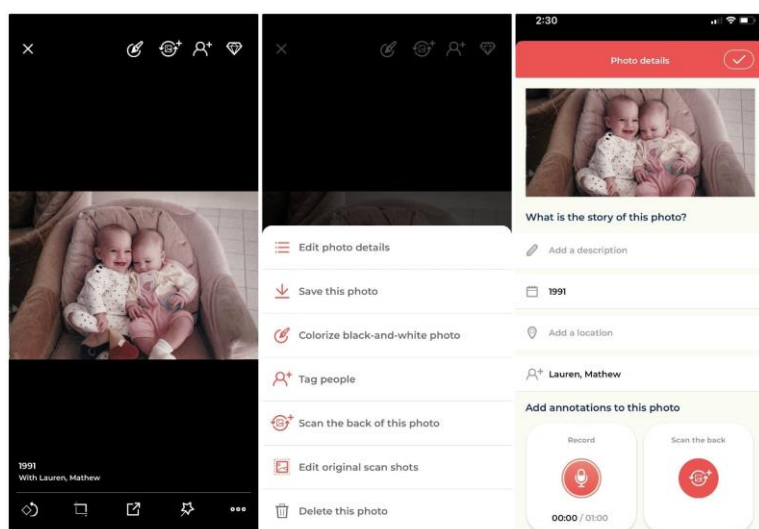 1991
With Lauren, Mathew
Edit photo details
Save this photo
Colorize black-and-white photo
Tag people
Scan the back of this photo
Edit original scan shots
Delete this photo
2:30
Photo details
What is the story of this photo?
Add a description
1991
Add a location
Lauren, Mathew
Add annotations to this photo
Record
Scan the back
00:00 / 01:00